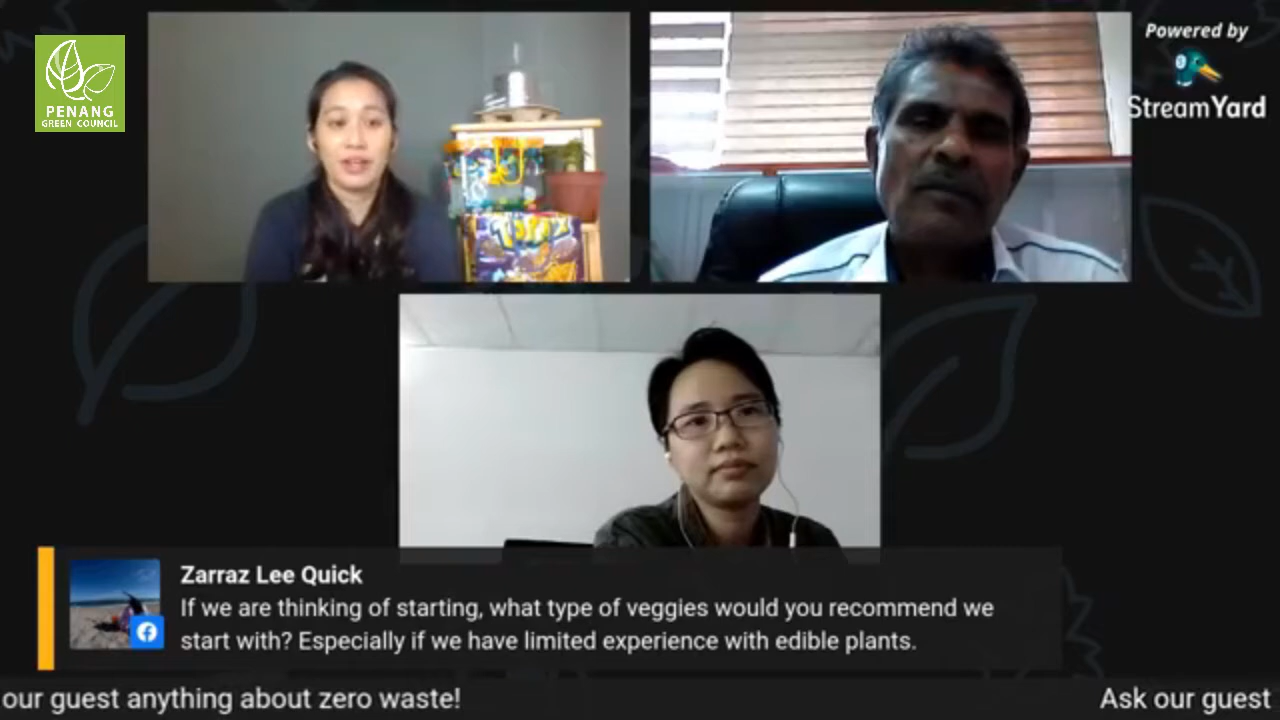 PENANG
GREEN COUNCIL
Powered by
StreamYard
Zarraz Lee Quick
If we are thinking of starting, what type of veggies would you recommend we
start with? Especially if we have limited experience with edible plants.
our guest anything about zero waste!
Ask our guest